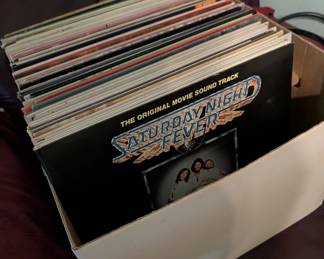 THE ORIGINAL MOVIE SOUND TRACK
SATURDAY NIGHT
FEVER